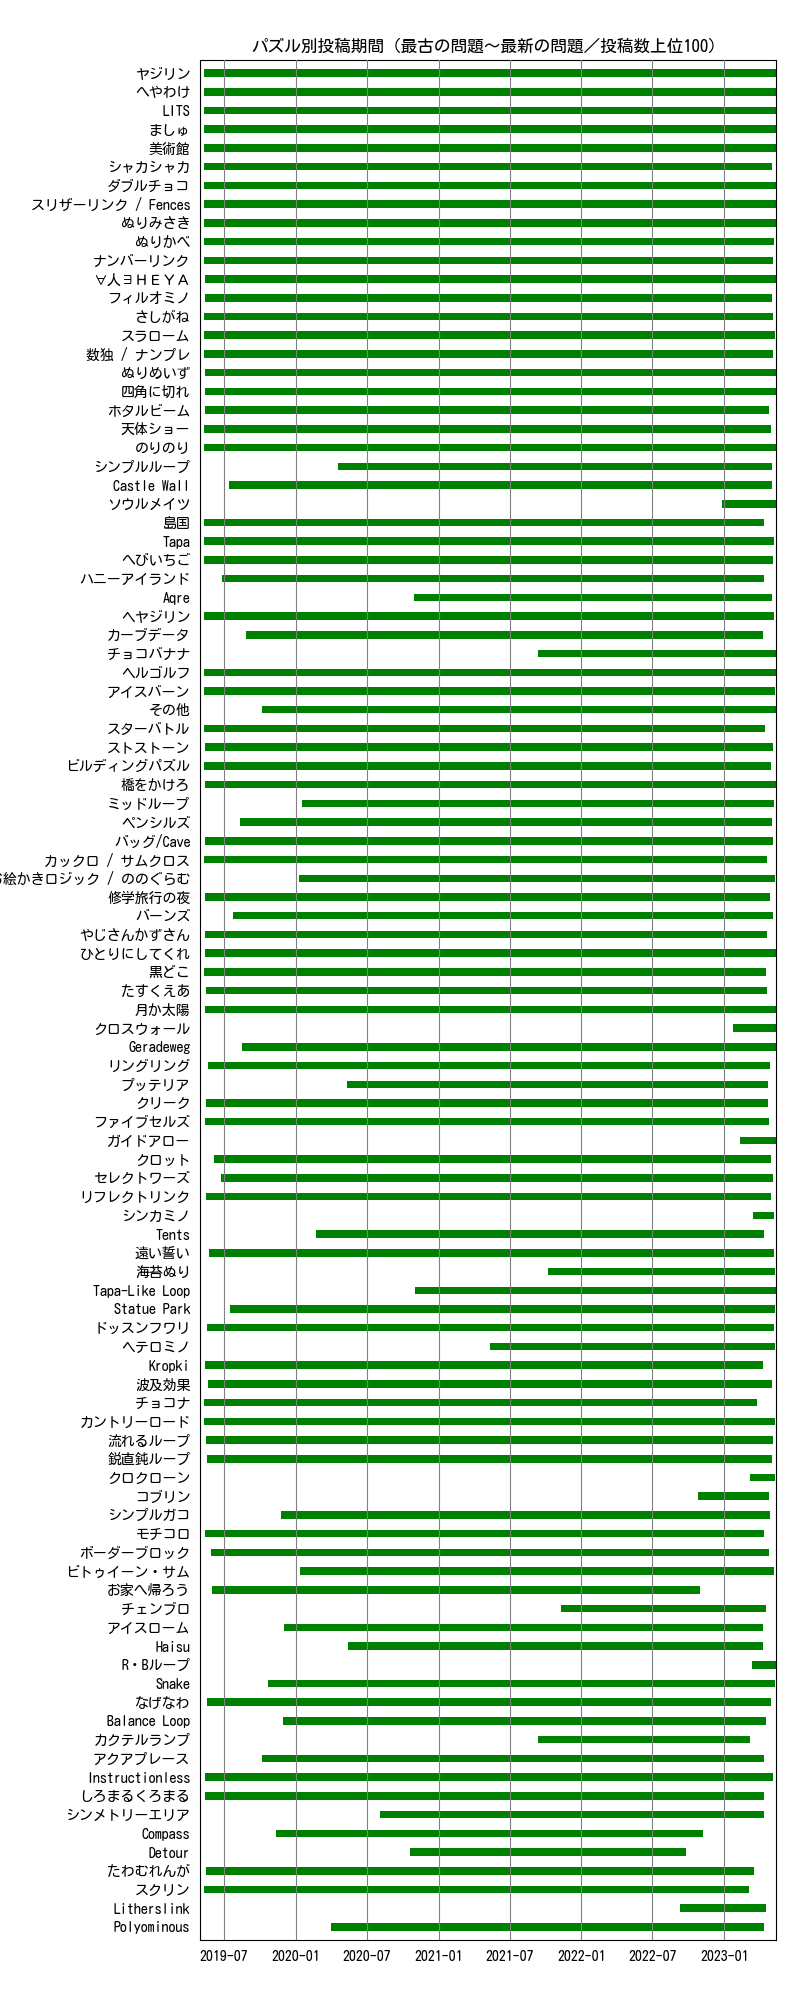 パズル別投稿期間（最古の問題～最新の問題／投稿数上位100）
ヤジリン
へやわけ
LITS
ましゅ
美術館
シャカシャカ
ダブルチョコ
スリザーリンク / Fences
ぬりみさき
ぬりかべ
ナンバーリンク
∀人∃ＨＥＹＡ
フィルオミノ
さしがね
スラローム
数独 / ナンプレ
ぬりめいず
四角に切れ
ホタルビーム
天体ショー
のりのり
シンプルループ
Castle Wall
ソウルメイツ
島国
Tapa
へびいちご
ハニーアイランド
Aqre
ヘヤジリン
カーブデータ
チョコバナナ
ヘルゴルフ
アイスバーン
その他
スターバトル
ストストーン
ビルディングパズル
橋をかけろ
ミッドループ
ペンシルズ
バッグ/Cave
カックロ / サムクロス
絵かきロジック / ののぐらむ
修学旅行の夜
バーンズ
やじさんかずさん
ひとりにしてくれ
黒どこ
たすくえあ
月か太陽
クロスウォール
Geradeweg
リングリング
プッテリア
クリーク
ファイブセルズ
ガイドアロー
クロット
セレクトワーズ
リフレクトリンク
シンカミノ
Tents
遠い誓い
海苔ぬり
Tapa-Like Loop
Statue Park
ドッスンフワリ
ヘテロミノ
Kropki
波及効果
チョコナ
カントリーロード
流れるループ
鋭直鈍ループ
クロクローン
コブリン
シンプルガコ
モチコロ
ボーダーブロック
ビトゥイーン・サム
お家へ帰ろう
チェンブロ
アイスローム
Haisu
R・Bループ
Snake
なげなわ
Balance Loop
カクテルランプ
アクアプレース
Instructionless
しろまるくろまる
シンメトリーエリア
Compass
Detour
たわむれんが
スクリン
Litherslink
Polyominous
2019-07 2020-01 2020-07 2021-01 2021-07 2022-01 2022-07 2023-01